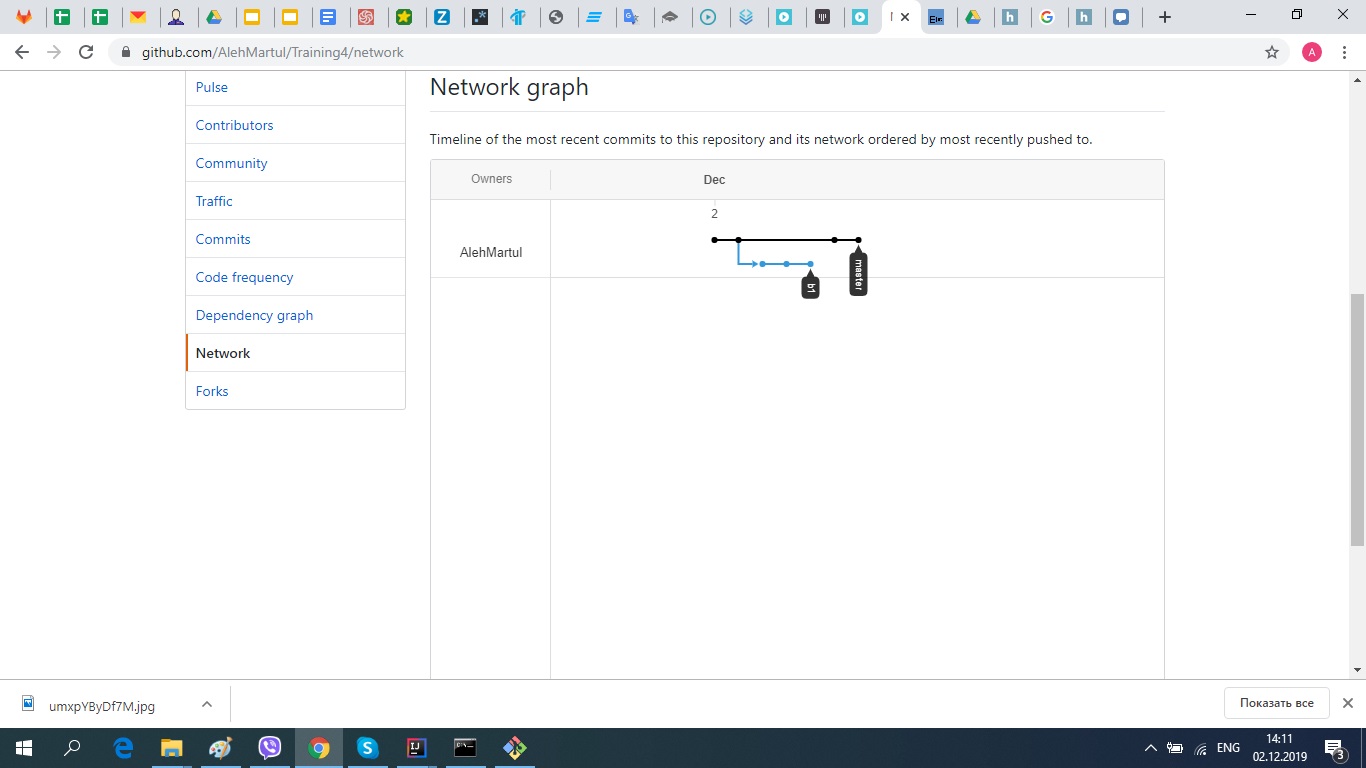 github.com/AlehMartul/Training4/network
A
Pulse
Contributors
Community
Traffic
Commits
Code frequency
Dependency graph
Network
Forks
Network graph
Timeline of the most recent commits to this repository and its network ordered by most recently pushed to.
Owners
Dec
2
AlehMartul
b1
master
umxpYByDf7M.jpg
Показать все
ENG
14:11
02.12.2019
3